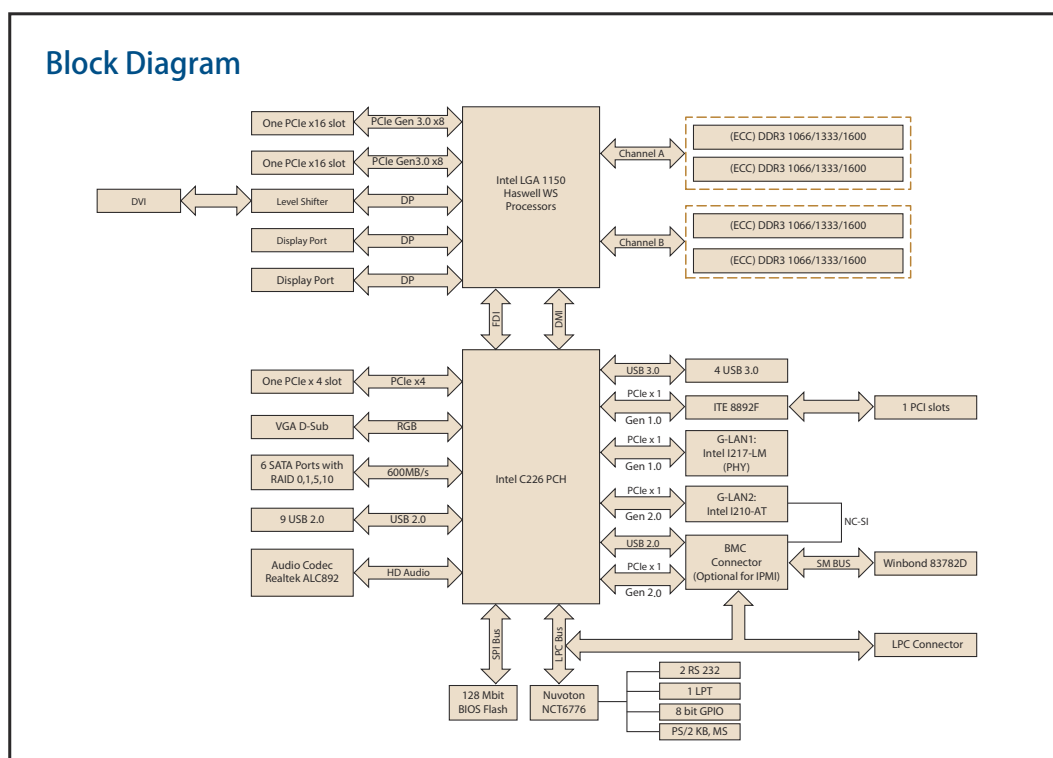 Block Diagram
One PCIe x16 slot
PCIe Gen 3.0 x8
One PCIe x16 slot
PCIe Gen3.0 x8
DVI
Level Shifter
DP
Display Port
DP
Display Port
DP
Intel LGA 1150
Haswell WS
Processors
Channel A
(ECC) DDR3 1066/1333/1600
(ECC) DDR3 1066/1333/1600
Channel B
(ECC) DDR3 1066/1333/1600
(ECC) DDR3 1066/1333/1600
FDI
DMI
One PCIe x 4 slot
PCIe x4
VGA D-Sub
RGB
6 SATA Ports with
RAID 0,1,5,10
600MB/s
9 USB 2.0
USB 2.0
Audio Codec
Realtek ALC892
HD Audio
Intel C226 PCH
USB 3.0
4 USB 3.0
PCIe x 1
Gen 1.0
ITE 8892F
1 PCI slots
PCIe x 1
Gen 1.0
G-LAN1:
Intel I217-LM
(PHY)
PCIe x 1
Gen 2.0
G-LAN2:
Intel I210-AT
NC-SI
USB 2.0
PCIe x 1
Gen 2.0
BMC
Connector
(Optional for IPMI)
SM BUS
Winbond 83782D
LPC Connector
SPI Bus
LPC Bus
128 Mbit
BIOS Flash
Nuvoton
NCT6776
2 RS 232
1 LPT
8 bit GPIO
PS/2 KB, MS